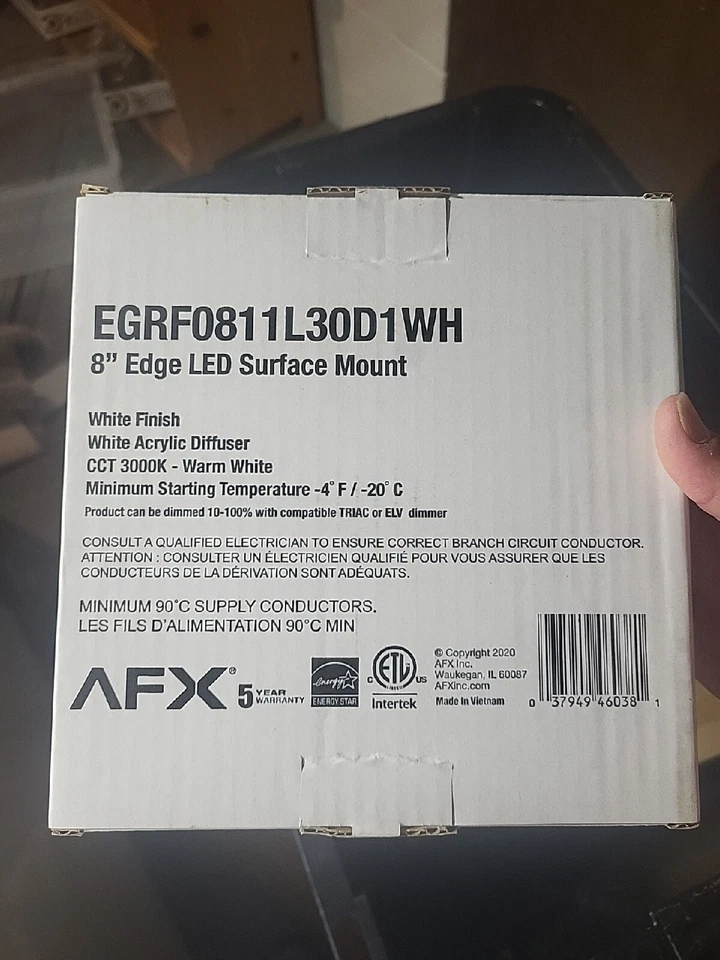 EGRF0811L30D1WH
8” Edge LED Surface Mount
White Finish
White Acrylic Diffuser
CCT 3000K - Warm White
Minimum Starting Temperature -4° F / -20° C
Product can be dimmed 10-100% with compatible TRIAC or ELV dimmer
CONSULT A QUALIFIED ELECTRICIAN TO ENSURE CORRECT BRANCH CIRCUIT CONDUCTOR.
ATTENTION : CONSULTER UN ÉLECTRICIEN QUALIFIÉ POUR VOUS ASSURER QUE LES
CONDUCTEURS DE LA DÉRIVATION SONT ADÉQUATS.
MINIMUM 90°C SUPPLY CONDUCTORS.
LES FILS D’ALIMENTATION 90°C MIN
AFX®
5 YEAR
WARRANTY
energy
ENERGY STAR
C ETL US
Intertek
© Copyright 2020
AFX Inc.
Waukegan, IL 60087
AFXinc.com
Made in Vietnam
0 37949 46038 1